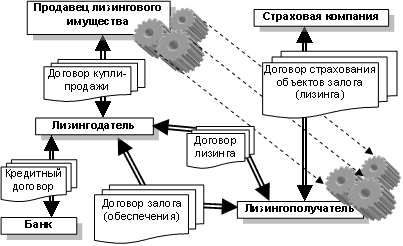 Продавец лизингового
имущества
Страховая компания
Договор купли-
продажи
Договор страхования
объектов залога
(лизинга)
Лизингодатель
Договор
лизинга
Кредитный
договор
Договор залога
(обеспечения)
Банк
Лизингополучатель